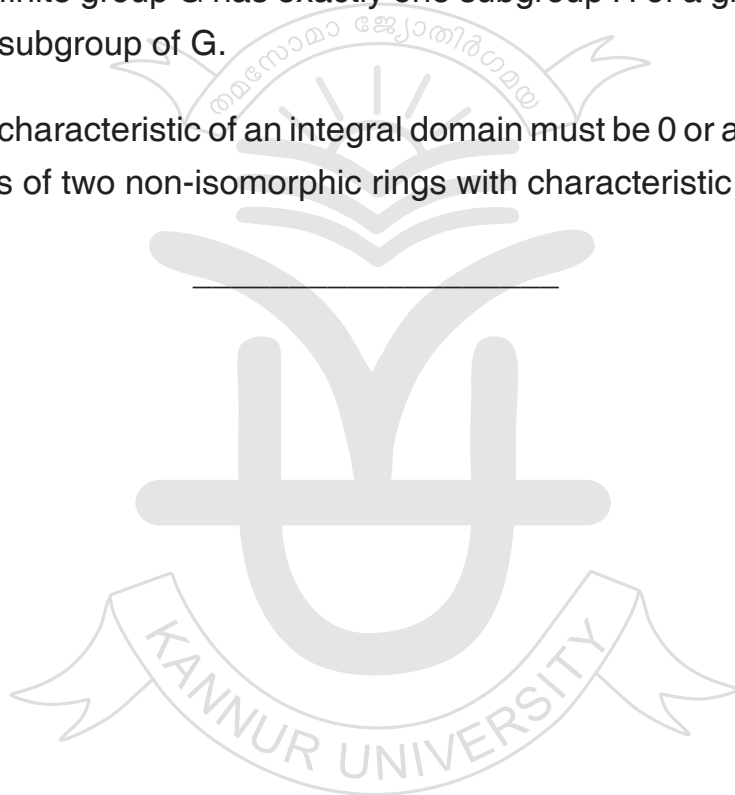 subgroup of G.
തമസോമാ ജ്യോതിർഗമയ
characteristic of an integral domain must be 0 or a
s of two non-isomorphic rings with characteristic
KANNUR UNIVERSITY